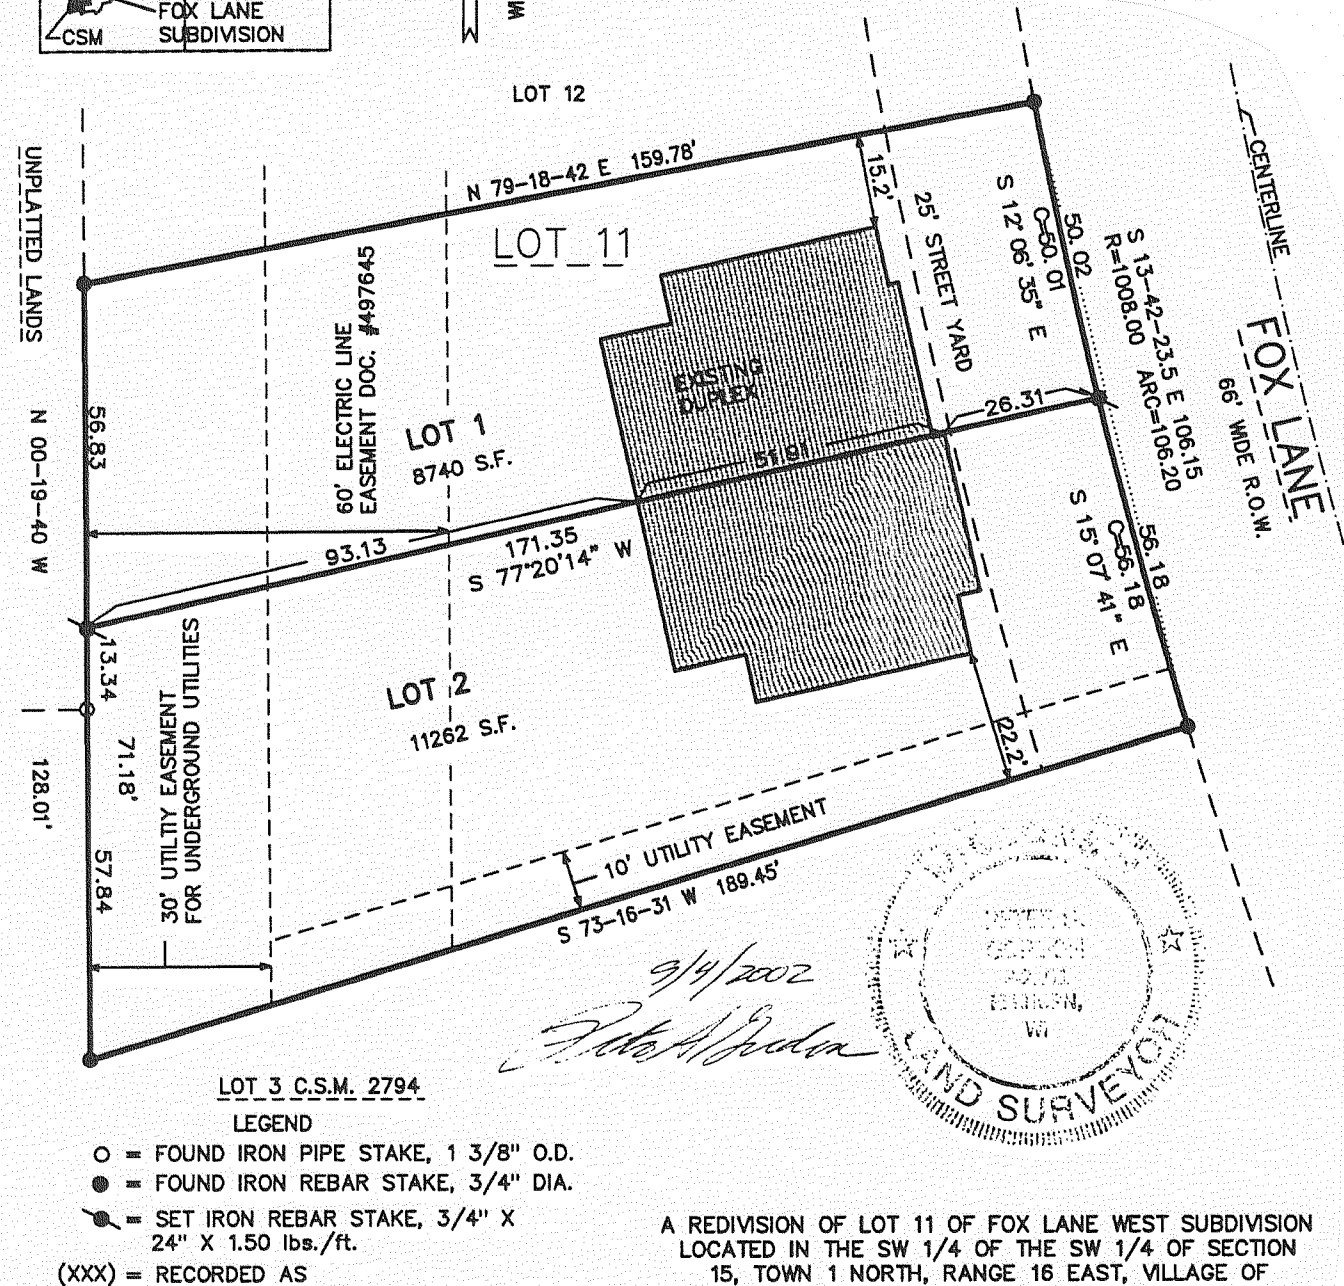 FOX LANE
SUBDIVISION
CSM
LOT 12
N 79-18-42 E 159.78'
LOT 11
UNPLATTED LANDS
N 00-19-40 W
128.01'
56.83
13.34
71.18'
57.84
60' ELECTRIC LINE
EASEMENT DOC. #497645
LOT 1
8740 S.F.
EXISTNG
DUPLEX
15.2'
25' STREET YARD
S 12° 06' 35" E
C=50.01
50.02
S 13-42-23.5 E 106.15
R=1008.00 ARC=106.20
CENTERLINE
FOX LANE
66' WIDE R.O.W.
26.31
51.91
93.13
171.35
S 77°20'14" W
S 15° 07' 41" E
C=56.18
56.18
LOT 2
11262 S.F.
30' UTILITIY EASEMENT
FOR UNDERGROUND UTILITIES
22.2'
10' UTILITY EASEMENT
S 73-16-31 W 189.45'
9/4/2002
LAND SURVEYOR
WI
LOT 3 C.S.M. 2794
LEGEND
O = FOUND IRON PIPE STAKE, 1 3/8" O.D.
● = FOUND IRON REBAR STAKE, 3/4" DIA.
= SET IRON REBAR STAKE, 3/4" X
24" X 1.50 lbs./ft.
(XXX) = RECORDED AS
A REDIVISION OF LOT 11 OF FOX LANE WEST SUBDIVISION
LOCATED IN THE SW 1/4 OF THE SW 1/4 OF SECTION
15, TOWN 1 NORTH, RANGE 16 EAST, VILLAGE OF